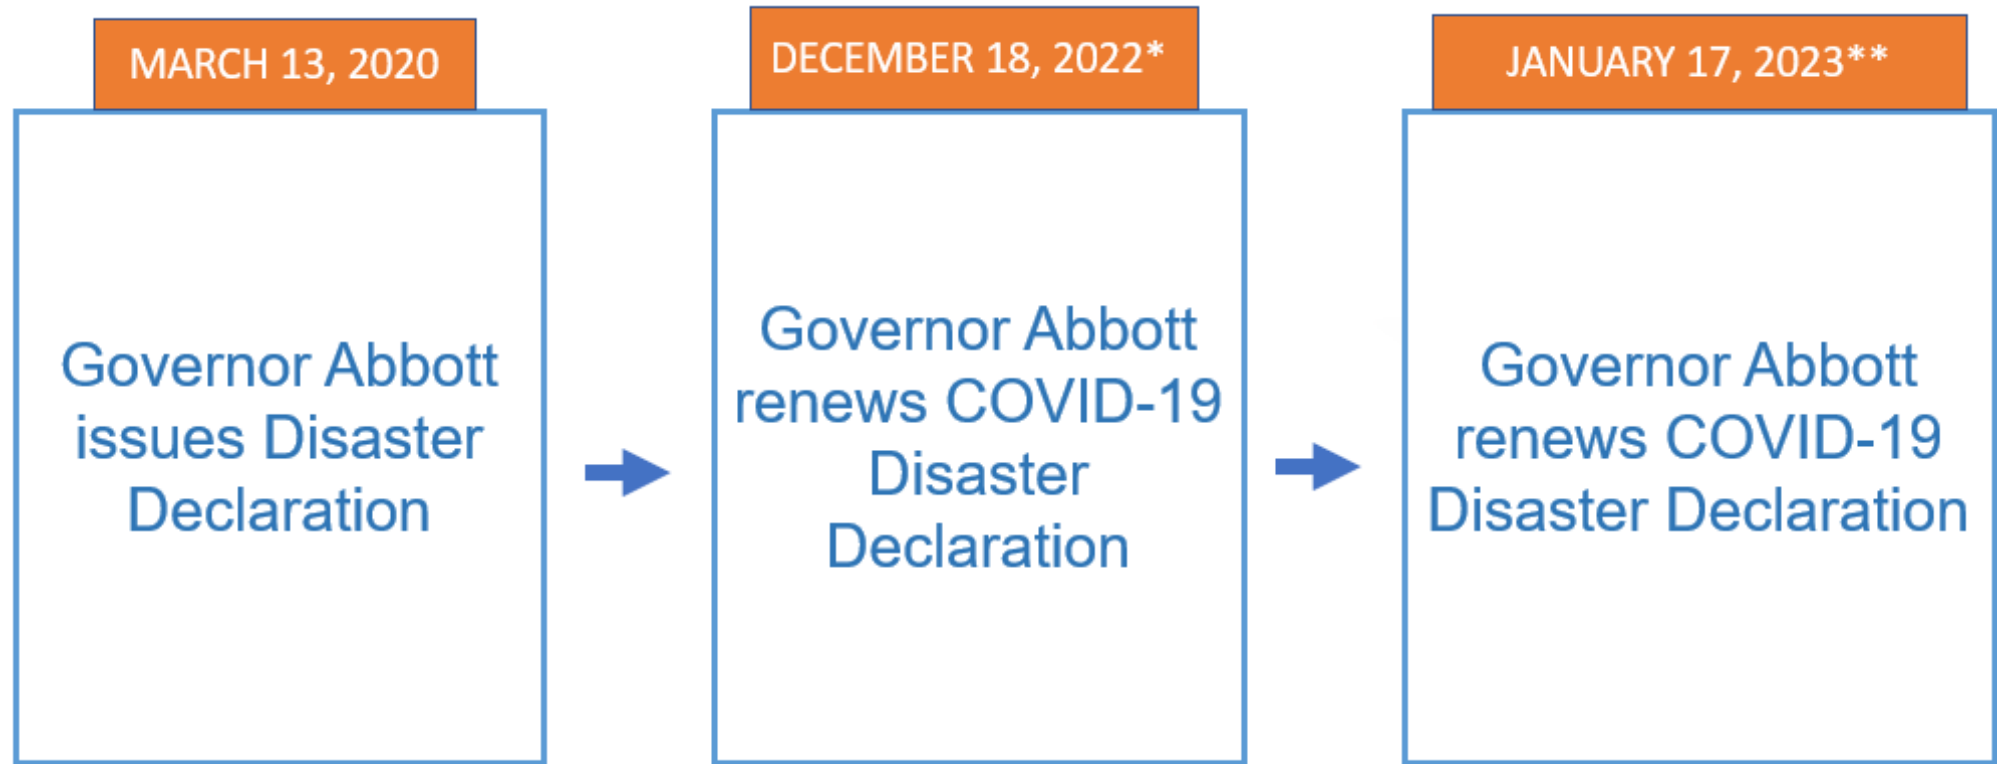 MARCH 13, 2020
Governor Abbott
issues Disaster
Declaration
DECEMBER 18, 2022*
Governor Abbott
renews COVID-19
Disaster
Declaration
JANUARY 17, 2023**
Governor Abbott
renews COVID-19
Disaster Declaration